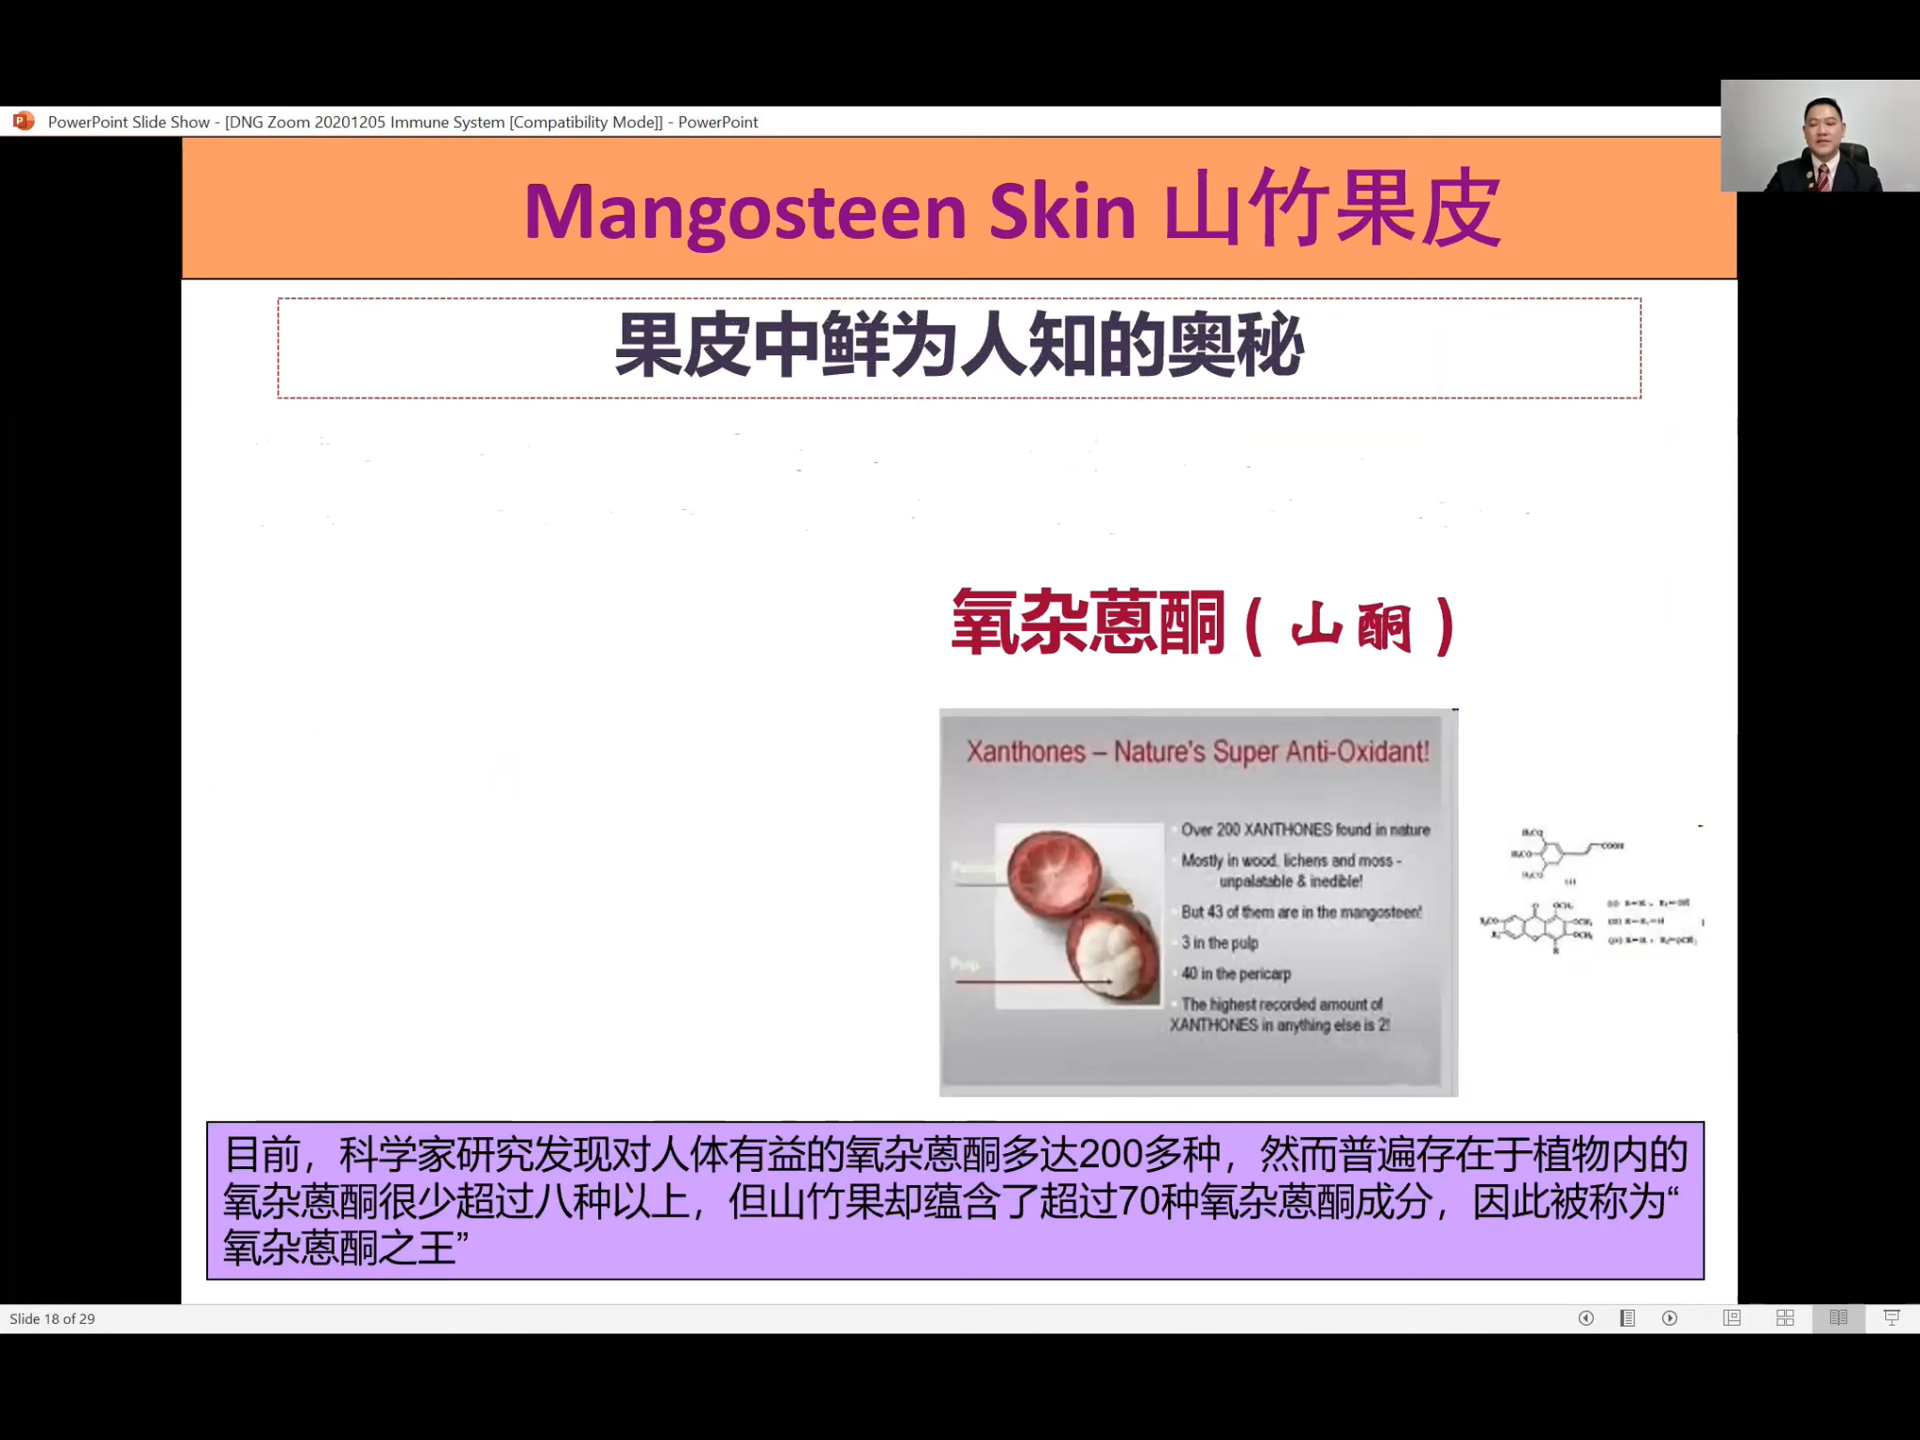 PowerPoint Slide Show - [DNG Zoom 20201205 Immune System [Compatibility Mode]] - PowerPoint
Mangosteen Skin 山竹果皮
果皮中鲜为人知的奥秘
氧杂蒽酮(山酮)
Xanthones – Nature's Super Anti-Oxidant!
Over 200 XANTHONES found in nature
Mostly in wood, lichens and moss -
unpalatable & inedible!
But 43 of them are in the mangosteen!
3 in the pulp
40 in the pericarp
The highest recorded amount of
XANTHONES in anything else is 2!
Pulp
目前，科学家研究发现对人体有益的氧杂蒽酮多达200多种，然而普遍存在于植物内的
氧杂蒽酮很少超过八种以上，但山竹果却蕴含了超过70种氧杂蒽酮成分，因此被称为“
氧杂蒽酮之王”
Slide 18 of 29